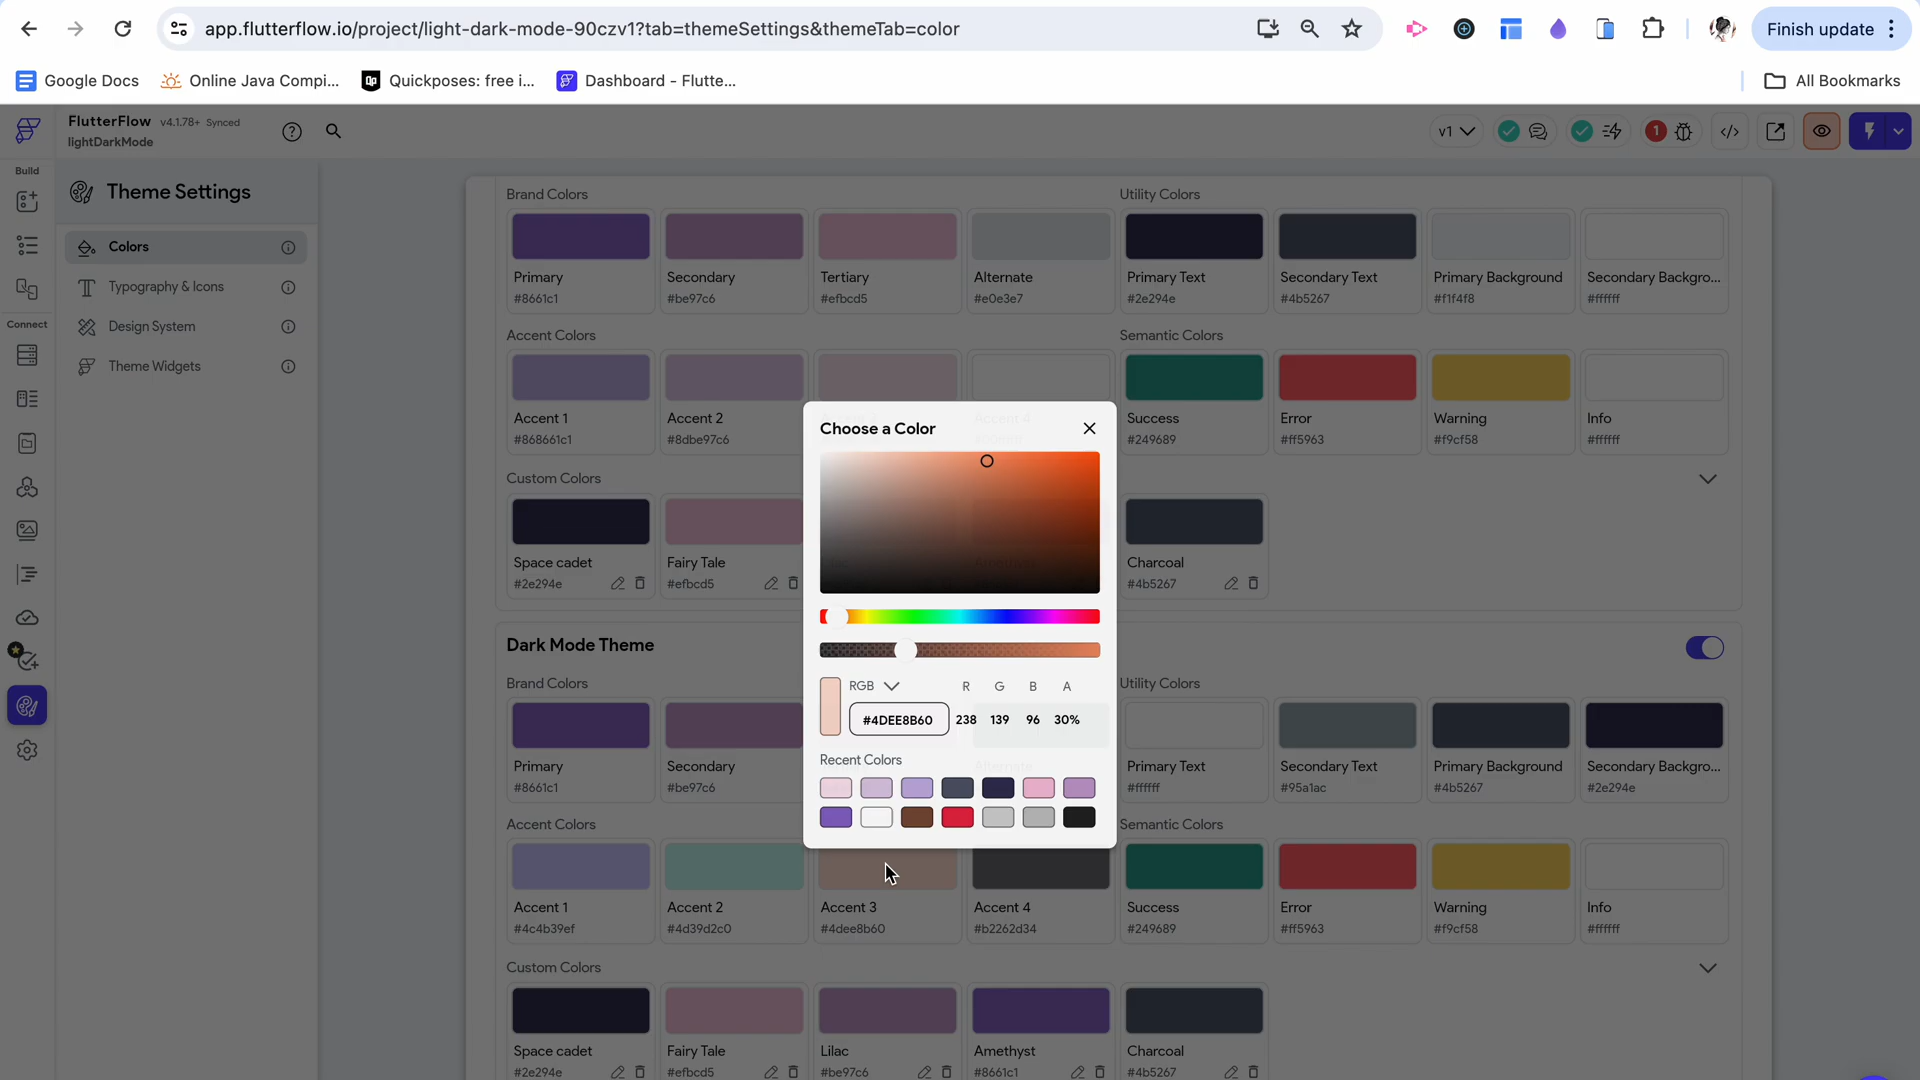 app.flutterflow.io/project/light-dark-mode-90czv1?tab=themeSettings&themeTab=color
Finish update
Google Docs
Online Java Compi...
Quickposes: free i...
Dashboard - Flutte...
All Bookmarks
FlutterFlow v4.1.78+ Synced
lightDarkMode
v1
1
Build
Theme Settings
Colors
Typography & Icons
Design System
Theme Widgets
Connect
Brand Colors
Utility Colors
Primary
#8661c1
Secondary
#be97c6
Tertiary
#efbcd5
Alternate
#e0e3e7
Primary Text
#2e294e
Secondary Text
#4b5267
Primary Background
#f1f4f8
Secondary Backgro...
#ffffff
Accent Colors
Semantic Colors
Accent 1
#868661c1
Accent 2
#8dbe97c6
Accent 4
Success
#249689
Error
#ff5963
Warning
#f9cf58
Info
#ffffff
Custom Colors
Space cadet
#2e294e
Fairy Tale
#efbcd5
Charcoal
#4b5267
Choose a Color
RGB R G B A
#4DEE8B60 238 139 96 30%
Recent Colors
Alternate
Dark Mode Theme
Brand Colors
Utility Colors
Primary
#8661c1
Secondary
#be97c6
Primary Text
#ffffff
Secondary Text
#95a1ac
Primary Background
#4b5267
Secondary Backgro...
#2e294e
Accent Colors
Semantic Colors
Accent 1
#4c4b39ef
Accent 2
#4d39d2c0
Accent 3
#4dee8b60
Accent 4
#b2262d34
Success
#249689
Error
#ff5963
Warning
#f9cf58
Info
#ffffff
Custom Colors
Space cadet
#2e294e
Fairy Tale
#efbcd5
Lilac
#be97c6
Amethyst
#8661c1
Charcoal
#4b5267